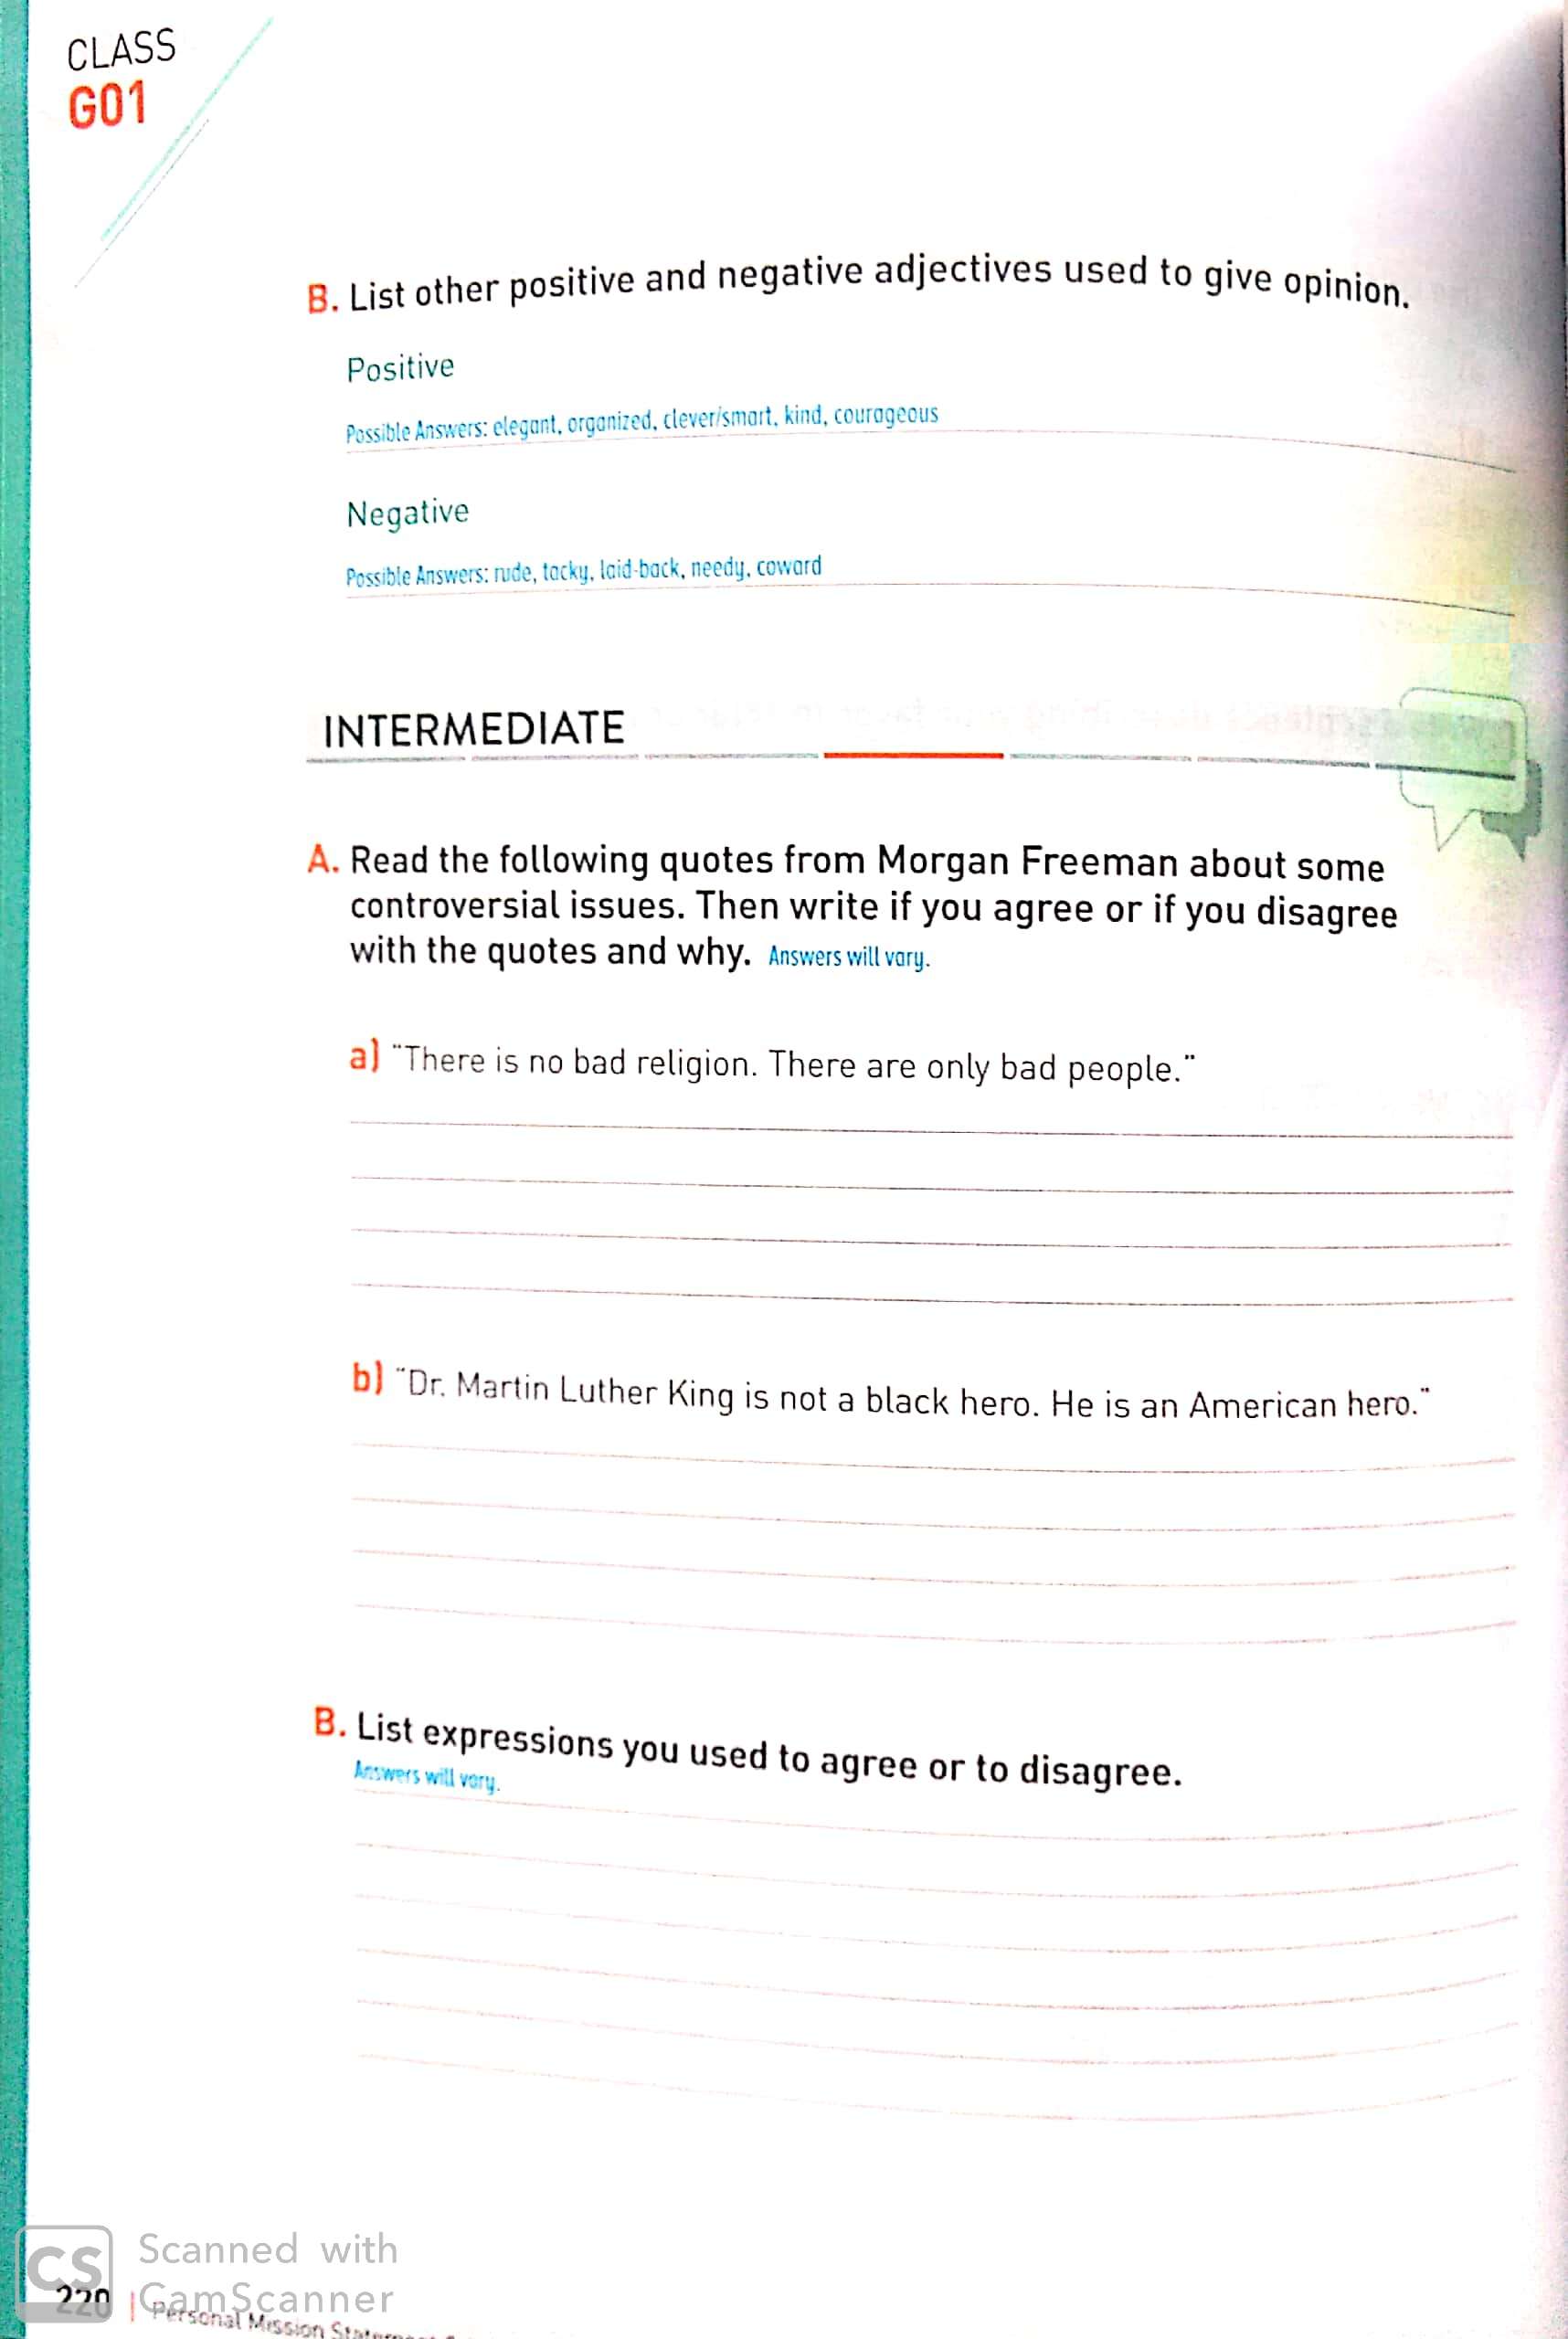 CLASS
G01
B. List other positive and negative adjectives used to give opinion.
Positive
Possible Answers: elegant, organized, clever/smart, kind, courageous
Negative
Possible Answers: rude, tacky, laid-back, needy, coward
INTERMEDIATE
A. Read the following quotes from Morgan Freeman about some
controversial issues. Then write if you agree or if you disagree
with the quotes and why. Answers will vary.
a) "There is no bad religion. There are only bad people."
b) "Dr. Martin Luther King is not a black hero. He is an American hero."
B. List expressions you used to agree or to disagree.
Answers will vary.
CS
Scanned with
CamScanner
220 | Personal Mission